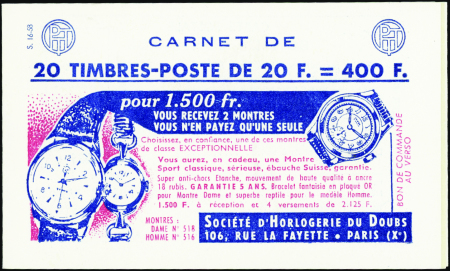 S. 16-58
PTT
CARNET DE
PTT
20 TIMBRES-POSTE DE 20 F. = 400 F.
pour 1.500 fr.
VOUS RECEVEZ 2 MONTRES
VOUS N'EN PAYEZ QU'UNE SEULE
Choisissez, en confiance, une de ces montres
de classe EXCEPTIONNELLE
Vous aurez, en cadeau, une Montre
Sport classique, sérieuse, ébauche Suisse, garantie.
Super anti-chocs Etanche, mouvement de haute qualité à ancre
18 rubis. GARANTIE 5 ANS. Bracelet fantaisie en plaqué OR
pour Montre Dame et superbe reptile pour le modèle Homme.
1.500 F. à réception et 4 versements de 2.125 F.
MONTRES :
DAME N° 518
HOMME N° 516
SOCIÉTÉ D'HORLOGERIE DU DOUBS
106, RUE LA FAYETTE • PARIS (Xe)
BON DE COMMANDE
AU VERSO